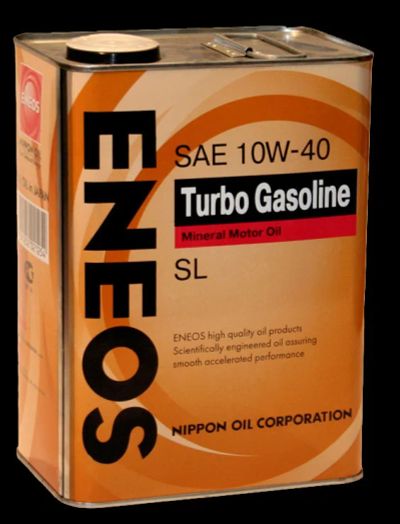 ENEOS
SAE 10W-40
Turbo Gasoline
Mineral Motor Oil
SL
ENEOS high quality oil products
Scientifically engineered oil assuring
smooth accelerated performance
NIPPON OIL CORPORATION
ENEOS